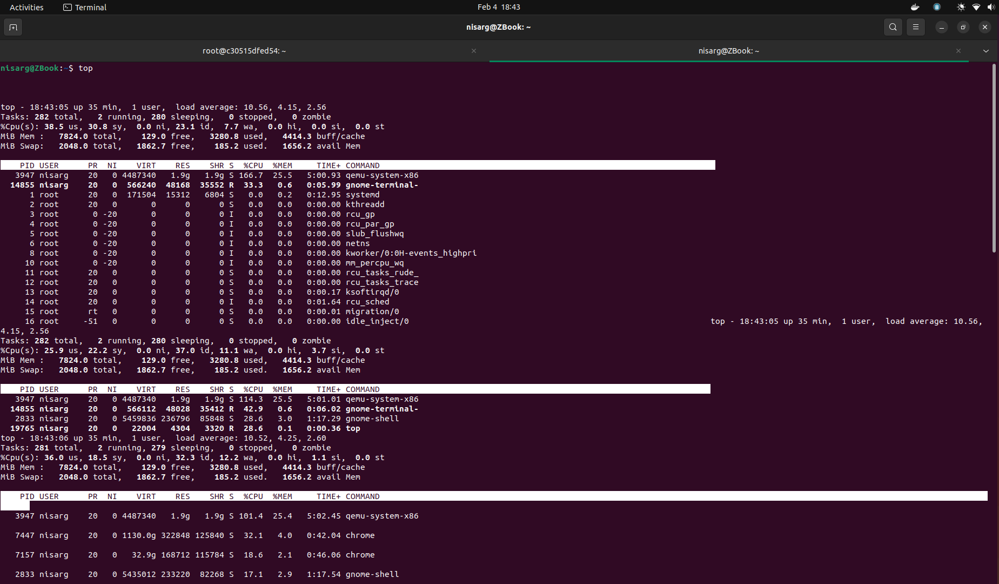 Activities Terminal Feb 4 18:43
nisarg@ZBook: ~
root@c30515dfed54: ~ nisarg@ZBook: ~
nisarg@ZBook:~$ top
top - 18:43:05 up 35 min,  1 user,  load average: 10.56, 4.15, 2.56
Tasks: 282 total,   2 running, 280 sleeping,   0 stopped,   0 zombie
%Cpu(s): 38.5 us, 30.8 sy,  0.0 ni, 23.1 id,  7.7 wa,  0.0 hi,  0.0 si,  0.0 st
MiB Mem :   7824.0 total,    129.0 free,   3280.8 used,   4414.3 buff/cache
MiB Swap:   2048.0 total,   1862.7 free,    185.2 used.   1656.2 avail Mem
PID USER      PR  NI    VIRT    RES    SHR S  %CPU  %MEM     TIME+ COMMAND
3947 nisarg    20   0 4487340   1.9g   1.9g S 166.7  25.5   5:00.93 qemu-system-x86
14855 nisarg    20   0  566240  48168  35552 R  33.3   0.6   0:05.99 gnome-terminal-
1 root      20   0  171504  15312   6804 S   0.0   0.2   0:12.95 systemd
2 root      20   0       0      0      0 S   0.0   0.0   0:00.00 kthreadd
3 root       0 -20       0      0      0 I   0.0   0.0   0:00.00 rcu_gp
4 root       0 -20       0      0      0 I   0.0   0.0   0:00.00 rcu_par_gp
5 root       0 -20       0      0      0 I   0.0   0.0   0:00.00 slub_flushwq
6 root       0 -20       0      0      0 I   0.0   0.0   0:00.00 netns
8 root       0 -20       0      0      0 I   0.0   0.0   0:00.00 kworker/0:0H-events_highpri
10 root       0 -20       0      0      0 I   0.0   0.0   0:00.00 mm_percpu_wq
11 root      20   0       0      0      0 S   0.0   0.0   0:00.00 rcu_tasks_rude_
12 root      20   0       0      0      0 S   0.0   0.0   0:00.00 rcu_tasks_trace
13 root      20   0       0      0      0 S   0.0   0.0   0:00.17 ksoftirqd/0
14 root      20   0       0      0      0 I   0.0   0.0   0:01.64 rcu_sched
15 root      rt   0       0      0      0 S   0.0   0.0   0:00.01 migration/0
16 root     -51   0       0      0      0 S   0.0   0.0   0:00.00 idle_inject/0 top - 18:43:05 up 35 min,  1 user,  load average: 10.56,
4.15, 2.56
Tasks: 282 total,   2 running, 280 sleeping,   0 stopped,   0 zombie
%Cpu(s): 25.9 us, 22.2 sy,  0.0 ni, 37.0 id, 11.1 wa,  0.0 hi,  3.7 si,  0.0 st
MiB Mem :   7824.0 total,    129.0 free,   3280.8 used,   4414.3 buff/cache
MiB Swap:   2048.0 total,   1862.7 free,    185.2 used.   1656.2 avail Mem
PID USER      PR  NI    VIRT    RES    SHR S  %CPU  %MEM     TIME+ COMMAND
3947 nisarg    20   0 4487340   1.9g   1.9g S 114.3  25.5   5:01.01 qemu-system-x86
14855 nisarg    20   0  566112  48028  35412 R  42.9   0.6   0:06.02 gnome-terminal-
2833 nisarg    20   0 5459836 236796  85848 S  28.6   3.0   1:17.29 gnome-shell
19765 nisarg    20   0   22004   4304   3320 R  28.6   0.1   0:00.36 top
top - 18:43:06 up 35 min,  1 user,  load average: 10.52, 4.25, 2.60
Tasks: 281 total,   2 running, 279 sleeping,   0 stopped,   0 zombie
%Cpu(s): 36.0 us, 18.5 sy,  0.0 ni, 32.3 id, 12.2 wa,  0.0 hi,  1.1 si,  0.0 st
MiB Mem :   7824.0 total,    129.0 free,   3280.8 used,   4414.3 buff/cache
MiB Swap:   2048.0 total,   1862.7 free,    185.2 used.   1656.2 avail Mem
PID USER      PR  NI    VIRT    RES    SHR S  %CPU  %MEM     TIME+ COMMAND
3947 nisarg    20   0 4487340   1.9g   1.9g S 101.4  25.4   5:02.45 qemu-system-x86
7447 nisarg    20   0 1130.0g 322848 125840 S  32.1   4.0   0:42.04 chrome
7157 nisarg    20   0   32.9g 168712 115784 S  18.6   2.1   0:46.06 chrome
2833 nisarg    20   0 5435012 233220  82268 S  17.1   2.9   1:17.54 gnome-shell